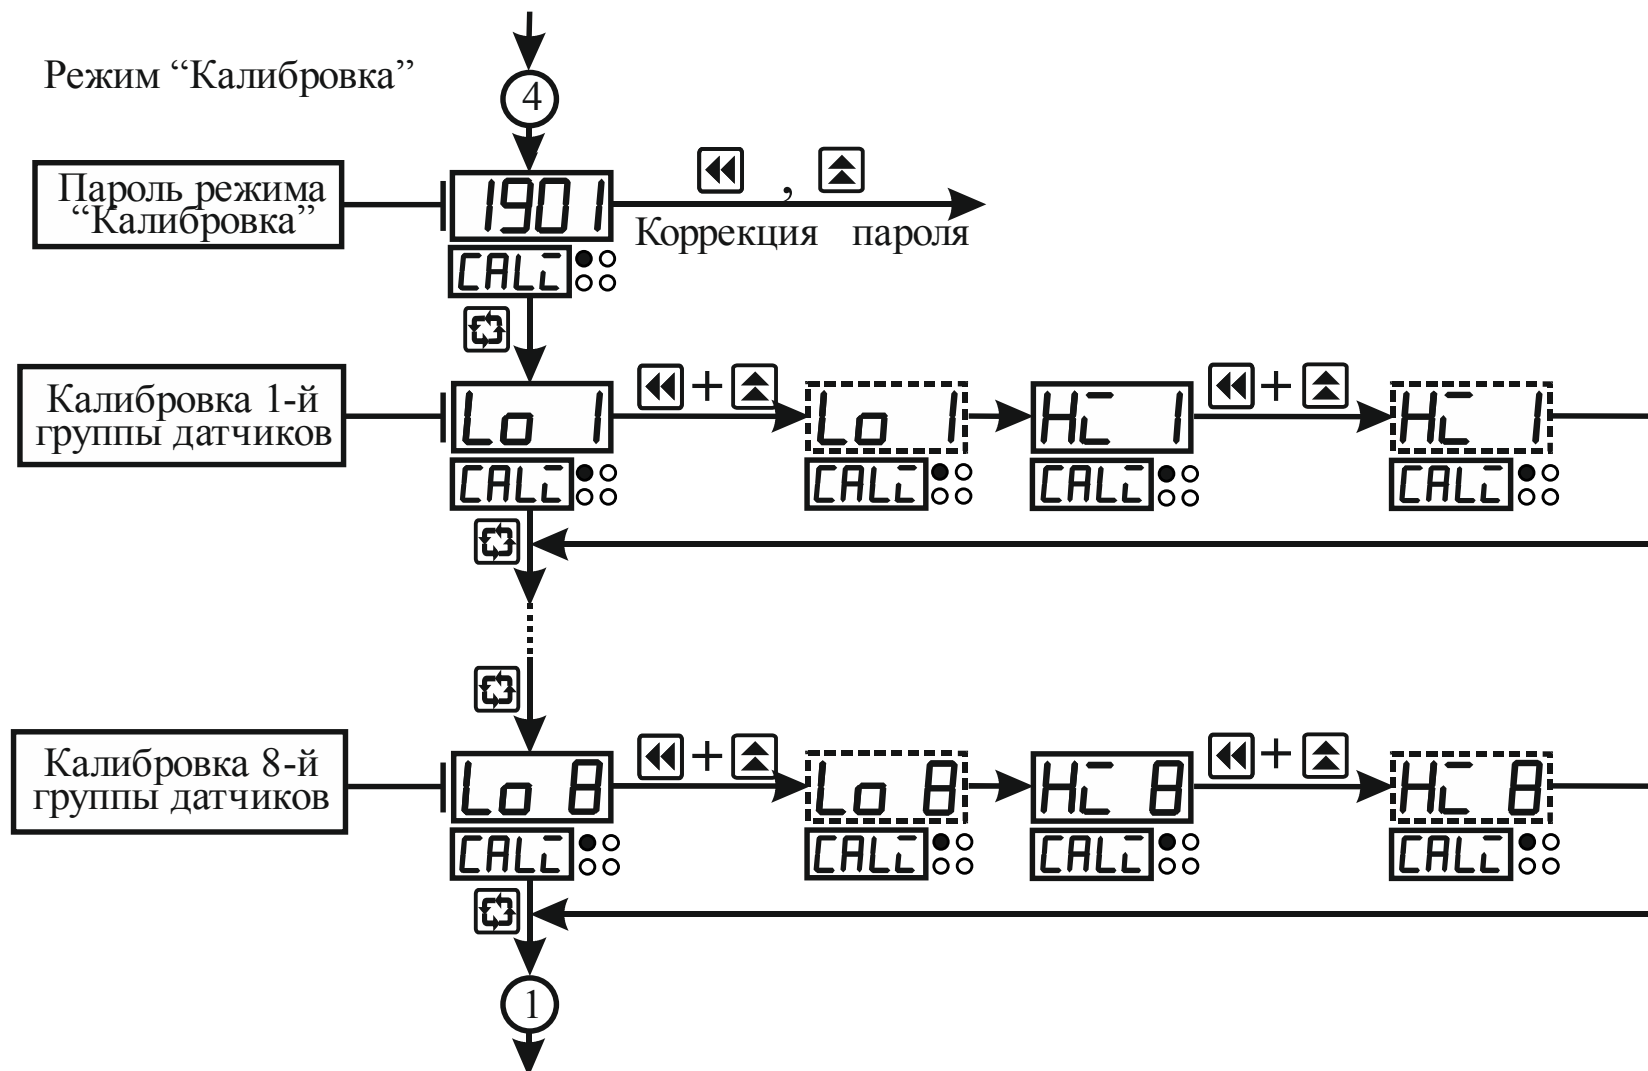 Режим “Калибровка”
4
Пароль режима
“Калибровка”
1901
,
Коррекция пароля
CALi
Калибровка 1-й
группы датчиков
Lo 1
+
Lo 1
Hi 1
+
Hi 1
CALi
CALi
CALi
CALi
Калибровка 8-й
группы датчиков
Lo 8
+
Lo 8
Hi 8
+
Hi 8
CALi
CALi
CALi
CALi
1